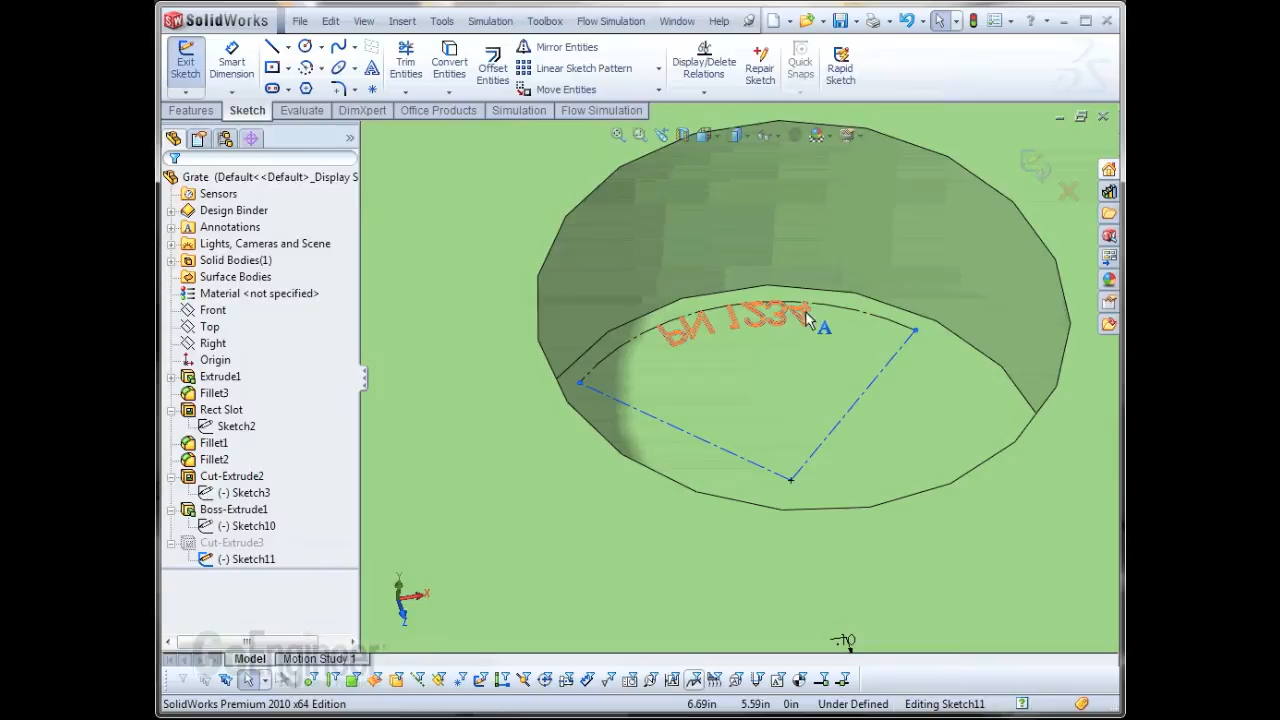 SolidWorks File Edit View Insert Tools Simulation Toolbox Flow Simulation Window Help
Exit Sketch
Smart Dimension
Trim Entities
Convert Entities
Offset Entities
Mirror Entities
Linear Sketch Pattern
Move Entities
Display/Delete Relations
Repair Sketch
Quick Snaps
Rapid Sketch
Features Sketch Evaluate DimXpert Office Products Simulation Flow Simulation
Grate (Default<<Default>_Display S
Sensors
Design Binder
Annotations
Lights, Cameras and Scene
Solid Bodies(1)
Surface Bodies
Material <not specified>
Front
Top
Right
Origin
Extrude1
Fillet3
Rect Slot
Sketch2
Fillet1
Fillet2
Cut-Extrude2
(-) Sketch3
Boss-Extrude1
(-) Sketch10
Cut-Extrude3
(-) Sketch11
PN 1234
A
Y
X
Z
GoEngineer
Model Motion Study 1
SolidWorks Premium 2010 x64 Edition 6.69in 5.59in 0in Under Defined Editing Sketch11